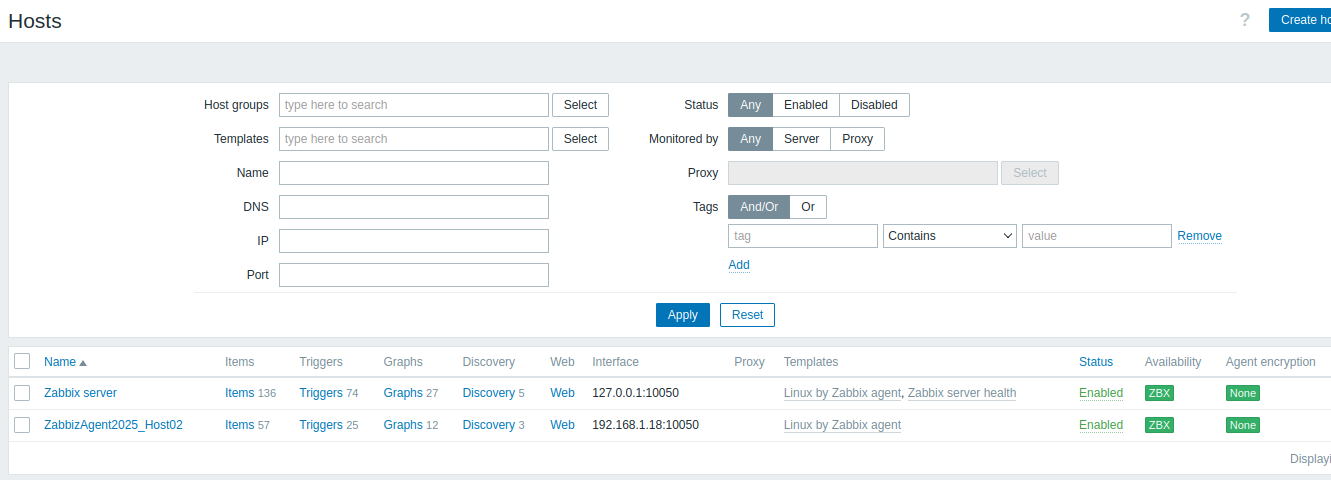 Hosts
? Create ho
Host groups type here to search Select Status Any Enabled Disabled
Templates type here to search Select Monitored by Any Server Proxy
Name Proxy Select
DNS Tags And/Or Or
IP tag Contains value Remove
Port Add
Apply Reset
Name Items Triggers Graphs Discovery Web Interface Proxy Templates Status Availability Agent encryption
Zabbix server Items 136 Triggers 74 Graphs 27 Discovery 5 Web 127.0.0.1:10050 Linux by Zabbix agent, Zabbix server health Enabled ZBX None
ZabbizAgent2025_Host02 Items 57 Triggers 25 Graphs 12 Discovery 3 Web 192.168.1.18:10050 Linux by Zabbix agent Enabled ZBX None
Displayi